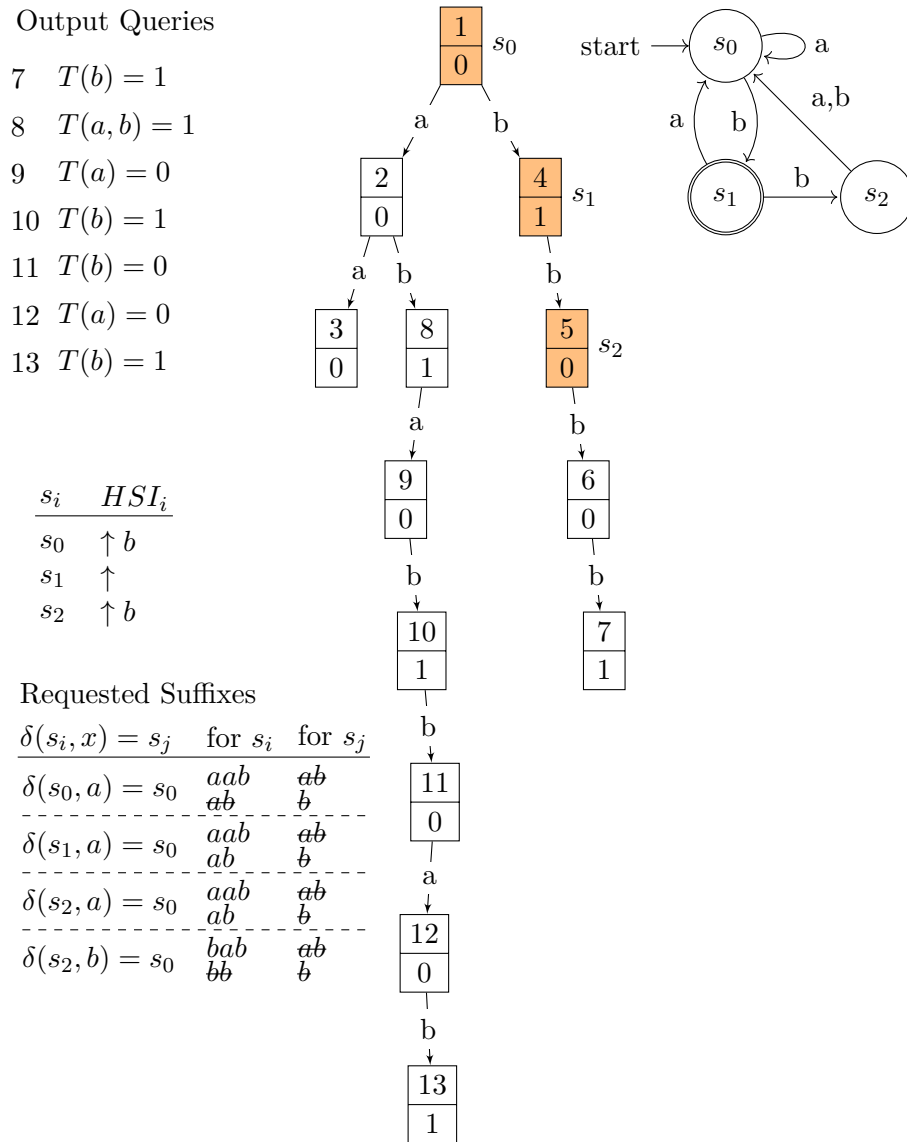 Output Queries
7 T(b) = 1
8 T(a, b) = 1
9 T(a) = 0
10 T(b) = 1
11 T(b) = 0
12 T(a) = 0
13 T(b) = 1
s_i HSI_i
s_0 ↑ b
s_1 ↑
s_2 ↑ b
Requested Suffixes
δ(s_i, x) = s_j for s_i for s_j
δ(s_0, a) = s_0 aab ab
ab b
δ(s_1, a) = s_0 aab ab
ab b
δ(s_2, a) = s_0 aab ab
ab b
δ(s_2, b) = s_0 bab ab
bb b
1
0
s_0
a b
2
0
4
1
s_1
a b b
3
0
8
1
5
0
s_2
a b
9
0
6
0
b b
10
1
7
1
b
11
0
a
12
0
b
13
1
start
s_0
a
a b a,b
s_1
b
s_2